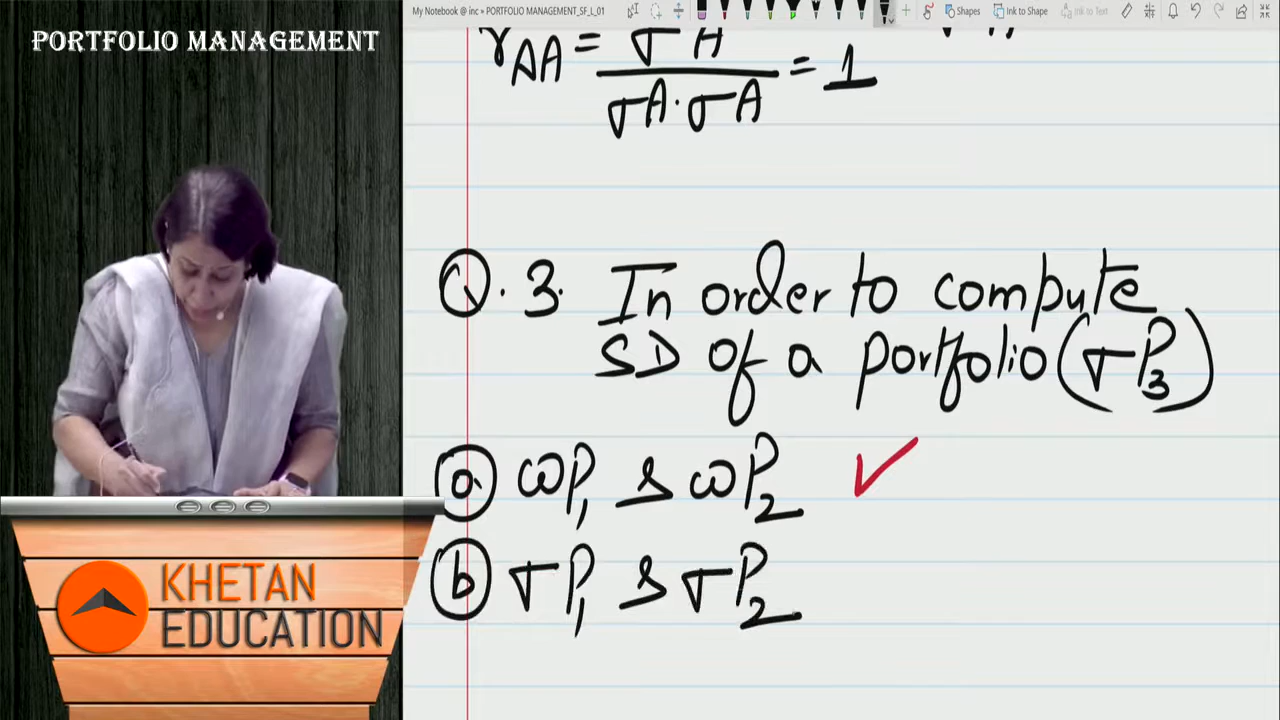 My Notebook @ inc » PORTFOLIO MANAGEMENT_SF_L_01
Shapes
Ink to Shape
Ink to Text
PORTFOLIO MANAGEMENT
rAA = σA / σA·σA = 1
Q.3. In order to compute
SD of a portfolio (σP3)
a ωP1 & ωP2 ✓
b σP1 & σP2
KHETAN
EDUCATION